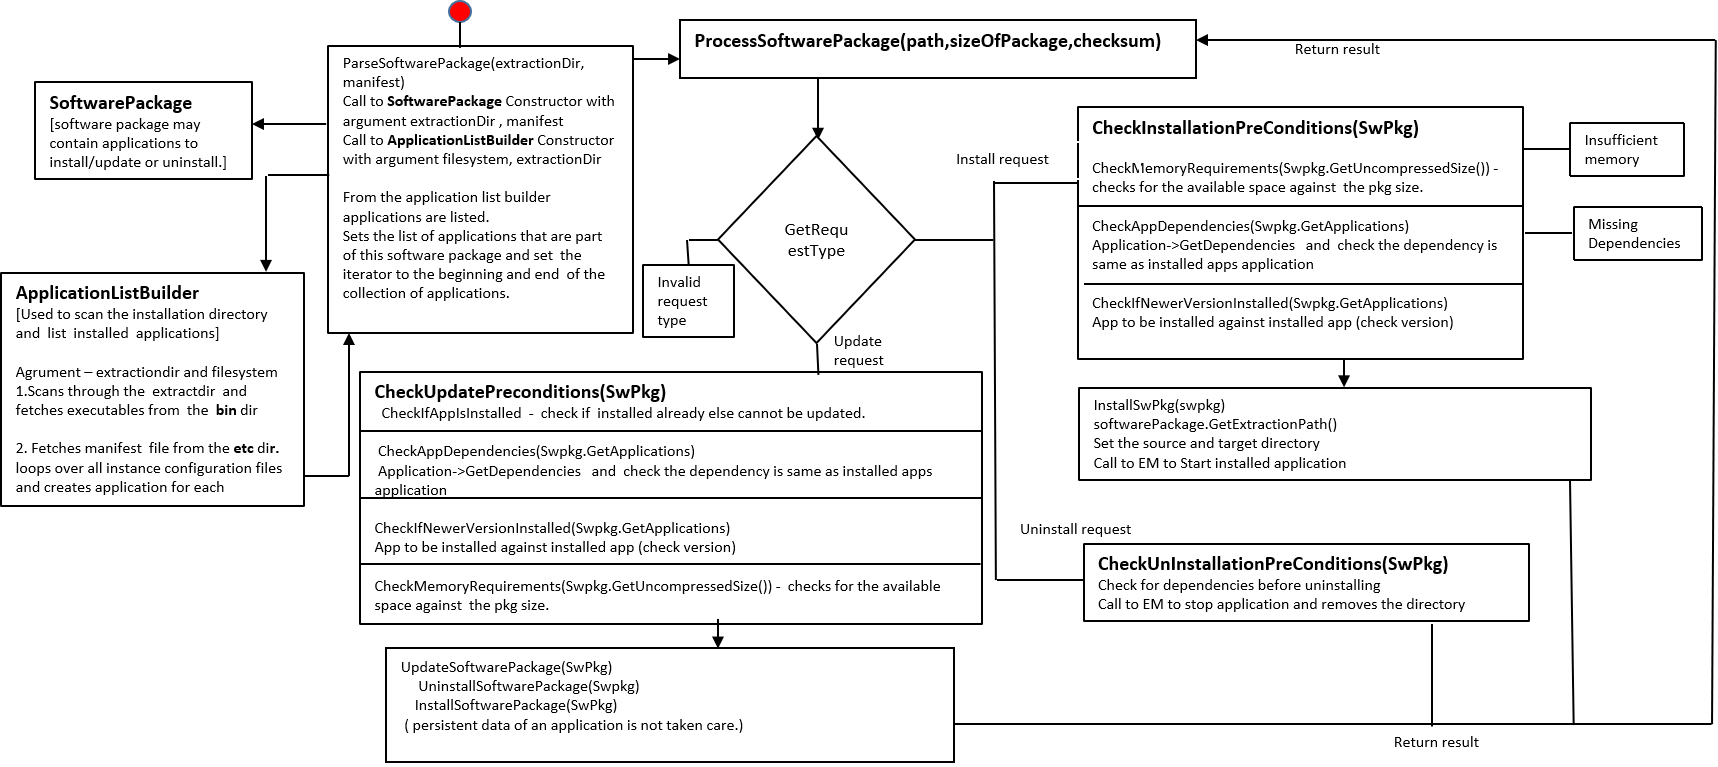 ParseSoftwarePackage(extractionDir,
manifest)
Call to SoftwarePackage Constructor with
argument extractionDir , manifest
Call to ApplicationListBuilder Constructor
with argument filesystem, extractionDir
From the application list builder
applications are listed.
Sets the list of applications that are part
of this software package and set the
iterator to the beginning and end of the
collection of applications.
SoftwarePackage
[software package may
contain applications to
install/update or uninstall.]
ApplicationListBuilder
[Used to scan the installation directory
and list installed applications]
Agrument – extractiondir and filesystem
1.Scans through the extractdir and
fetches executables from the bin dir
2. Fetches manifest file from the etc dir.
loops over all instance configuration files
and creates application for each
ProcessSoftwarePackage(path,sizeOfPackage,checksum)
Return result
GetRequ
estType
Invalid
request
type
Install request
Update
request
Uninstall request
CheckInstallationPreConditions(SwPkg)
CheckMemoryRequirements(Swpkg.GetUncompressedSize()) -
checks for the available space against the pkg size.
CheckAppDependencies(Swpkg.GetApplications)
Application->GetDependencies and check the dependency is
same as installed apps application
CheckIfNewerVersionInstalled(Swpkg.GetApplications)
App to be installed against installed app (check version)
Insufficient
memory
Missing
Dependencies
InstallSwPkg(swpkg)
softwarePackage.GetExtractionPath()
Set the source and target directory
Call to EM to Start installed application
CheckUpdatePreconditions(SwPkg)
CheckIfAppIsInstalled - check if installed already else cannot be updated.
CheckAppDependencies(Swpkg.GetApplications)
Application->GetDependencies and check the dependency is same as installed apps
application
CheckIfNewerVersionInstalled(Swpkg.GetApplications)
App to be installed against installed app (check version)
CheckMemoryRequirements(Swpkg.GetUncompressedSize()) - checks for the available
space against the pkg size.
CheckUnInstallationPreConditions(SwPkg)
Check for dependencies before uninstalling
Call to EM to stop application and removes the directory
UpdateSoftwarePackage(SwPkg)
UninstallSoftwarePackage(Swpkg)
InstallSoftwarePackage(SwPkg)
( persistent data of an application is not taken care.)
Return result